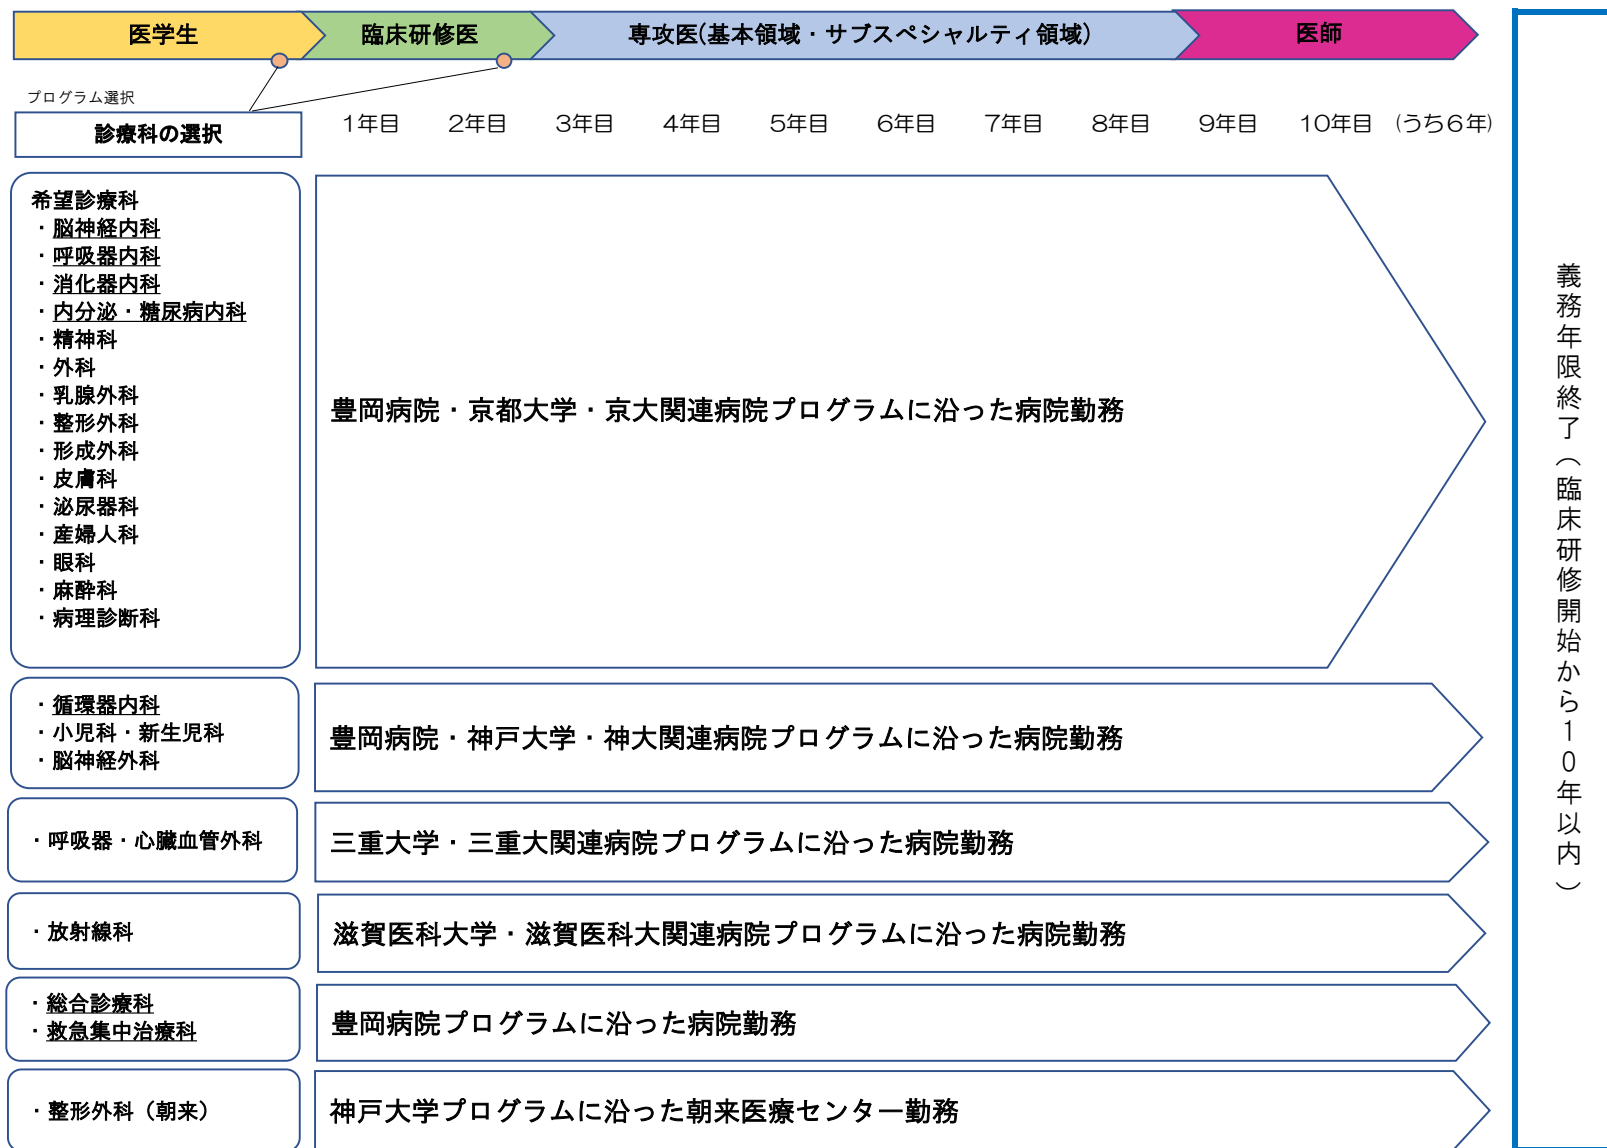 医学生
臨床研修医
専攻医(基本領域・サブスペシャルティ領域)
医師
プログラム選択
診療科の選択
1年目 2年目 3年目 4年目 5年目 6年目 7年目 8年目 9年目 10年目 (うち6年)
希望診療科
・脳神経内科
・呼吸器内科
・消化器内科
・内分泌・糖尿病内科
・精神科
・外科
・乳腺外科
・整形外科
・形成外科
・皮膚科
・泌尿器科
・産婦人科
・眼科
・麻酔科
・病理診断科
豊岡病院・京都大学・京大関連病院プログラムに沿った病院勤務
・循環器内科
・小児科・新生児科
・脳神経外科
豊岡病院・神戸大学・神大関連病院プログラムに沿った病院勤務
・呼吸器・心臓血管外科
三重大学・三重大関連病院プログラムに沿った病院勤務
・放射線科
滋賀医科大学・滋賀医科大関連病院プログラムに沿った病院勤務
・総合診療科
・救急集中治療科
豊岡病院プログラムに沿った病院勤務
・整形外科（朝来）
神戸大学プログラムに沿った朝来医療センター勤務
義務年限終了（臨床研修開始から10年以内）